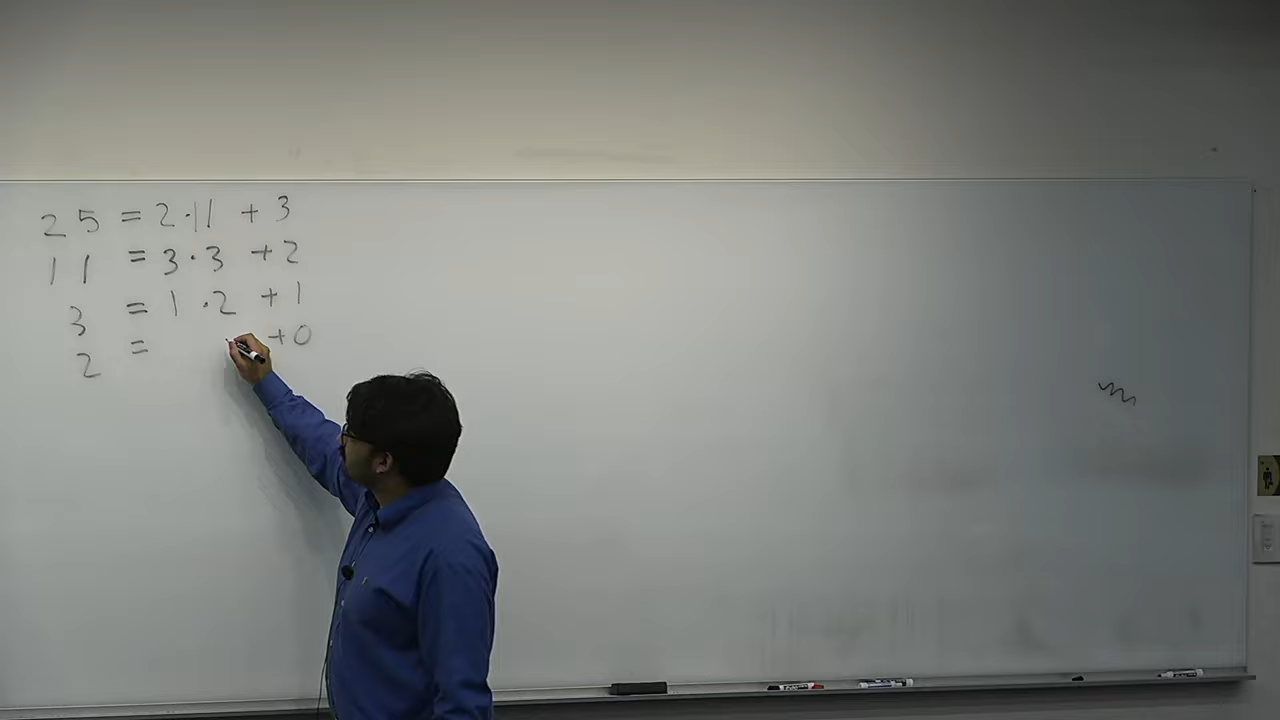 25 = 2·11 + 3
11 = 3·3 + 2
3 = 1·2 + 1
2 = +0